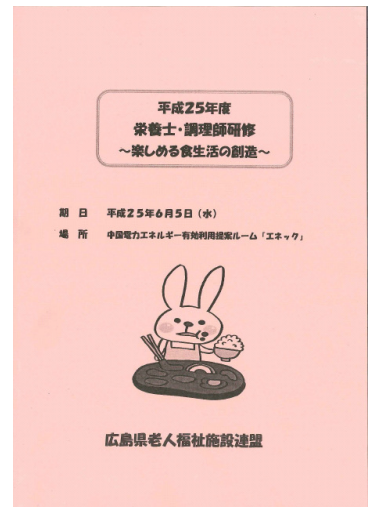 平成25年度
栄養士・調理師研修
～楽しめる食生活の創造～
期　日　平成25年6月5日（水）
場　所　中国電力エネルギー有効利用提案ルーム「エネック」
広島県老人福祉施設連盟